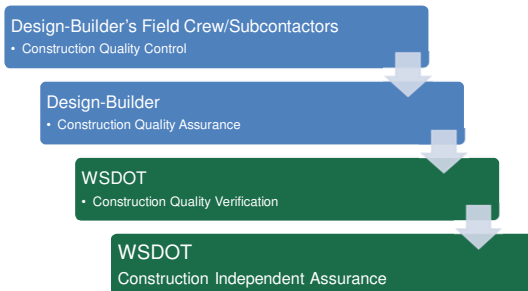 Design-Builder's Field Crew/Subcontactors
• Construction Quality Control
Design-Builder
• Construction Quality Assurance
WSDOT
• Construction Quality Verification
WSDOT
Construction Independent Assurance